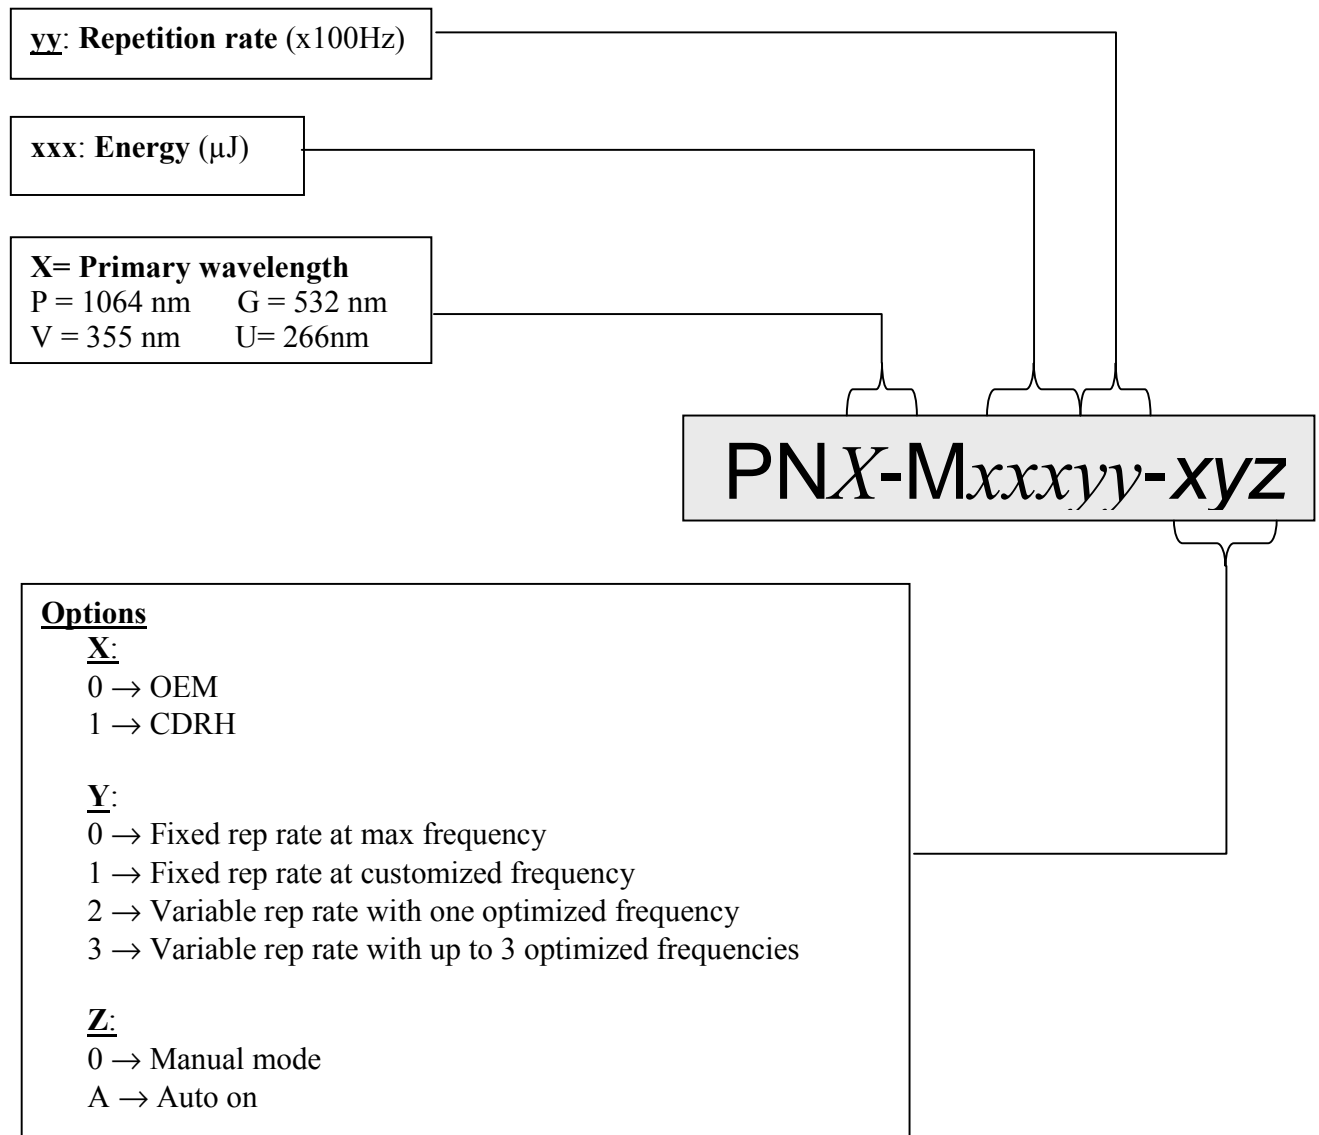 yy: Repetition rate (x100Hz)
xxx: Energy (µJ)
X= Primary wavelength
P = 1064 nm G = 532 nm
V = 355 nm U= 266nm
PNX-Mxxxyy-xyz
Options
X:
0 → OEM
1 → CDRH
Y:
0 → Fixed rep rate at max frequency
1 → Fixed rep rate at customized frequency
2 → Variable rep rate with one optimized frequency
3 → Variable rep rate with up to 3 optimized frequencies
Z:
0 → Manual mode
A → Auto on